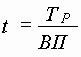 t = Tр / ВП